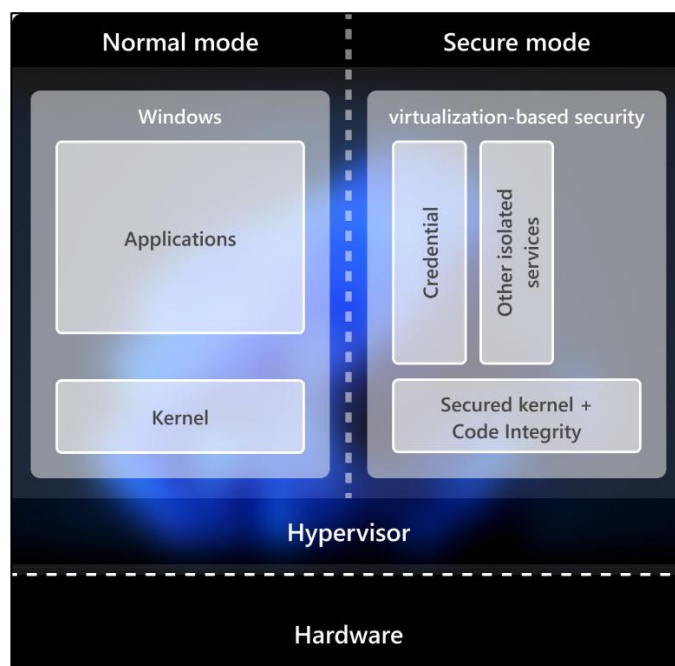 Normal mode
Secure mode
Windows
Applications
Kernel
virtualization-based security
Credential
Other isolated
services
Secured kernel +
Code Integrity
Hypervisor
Hardware